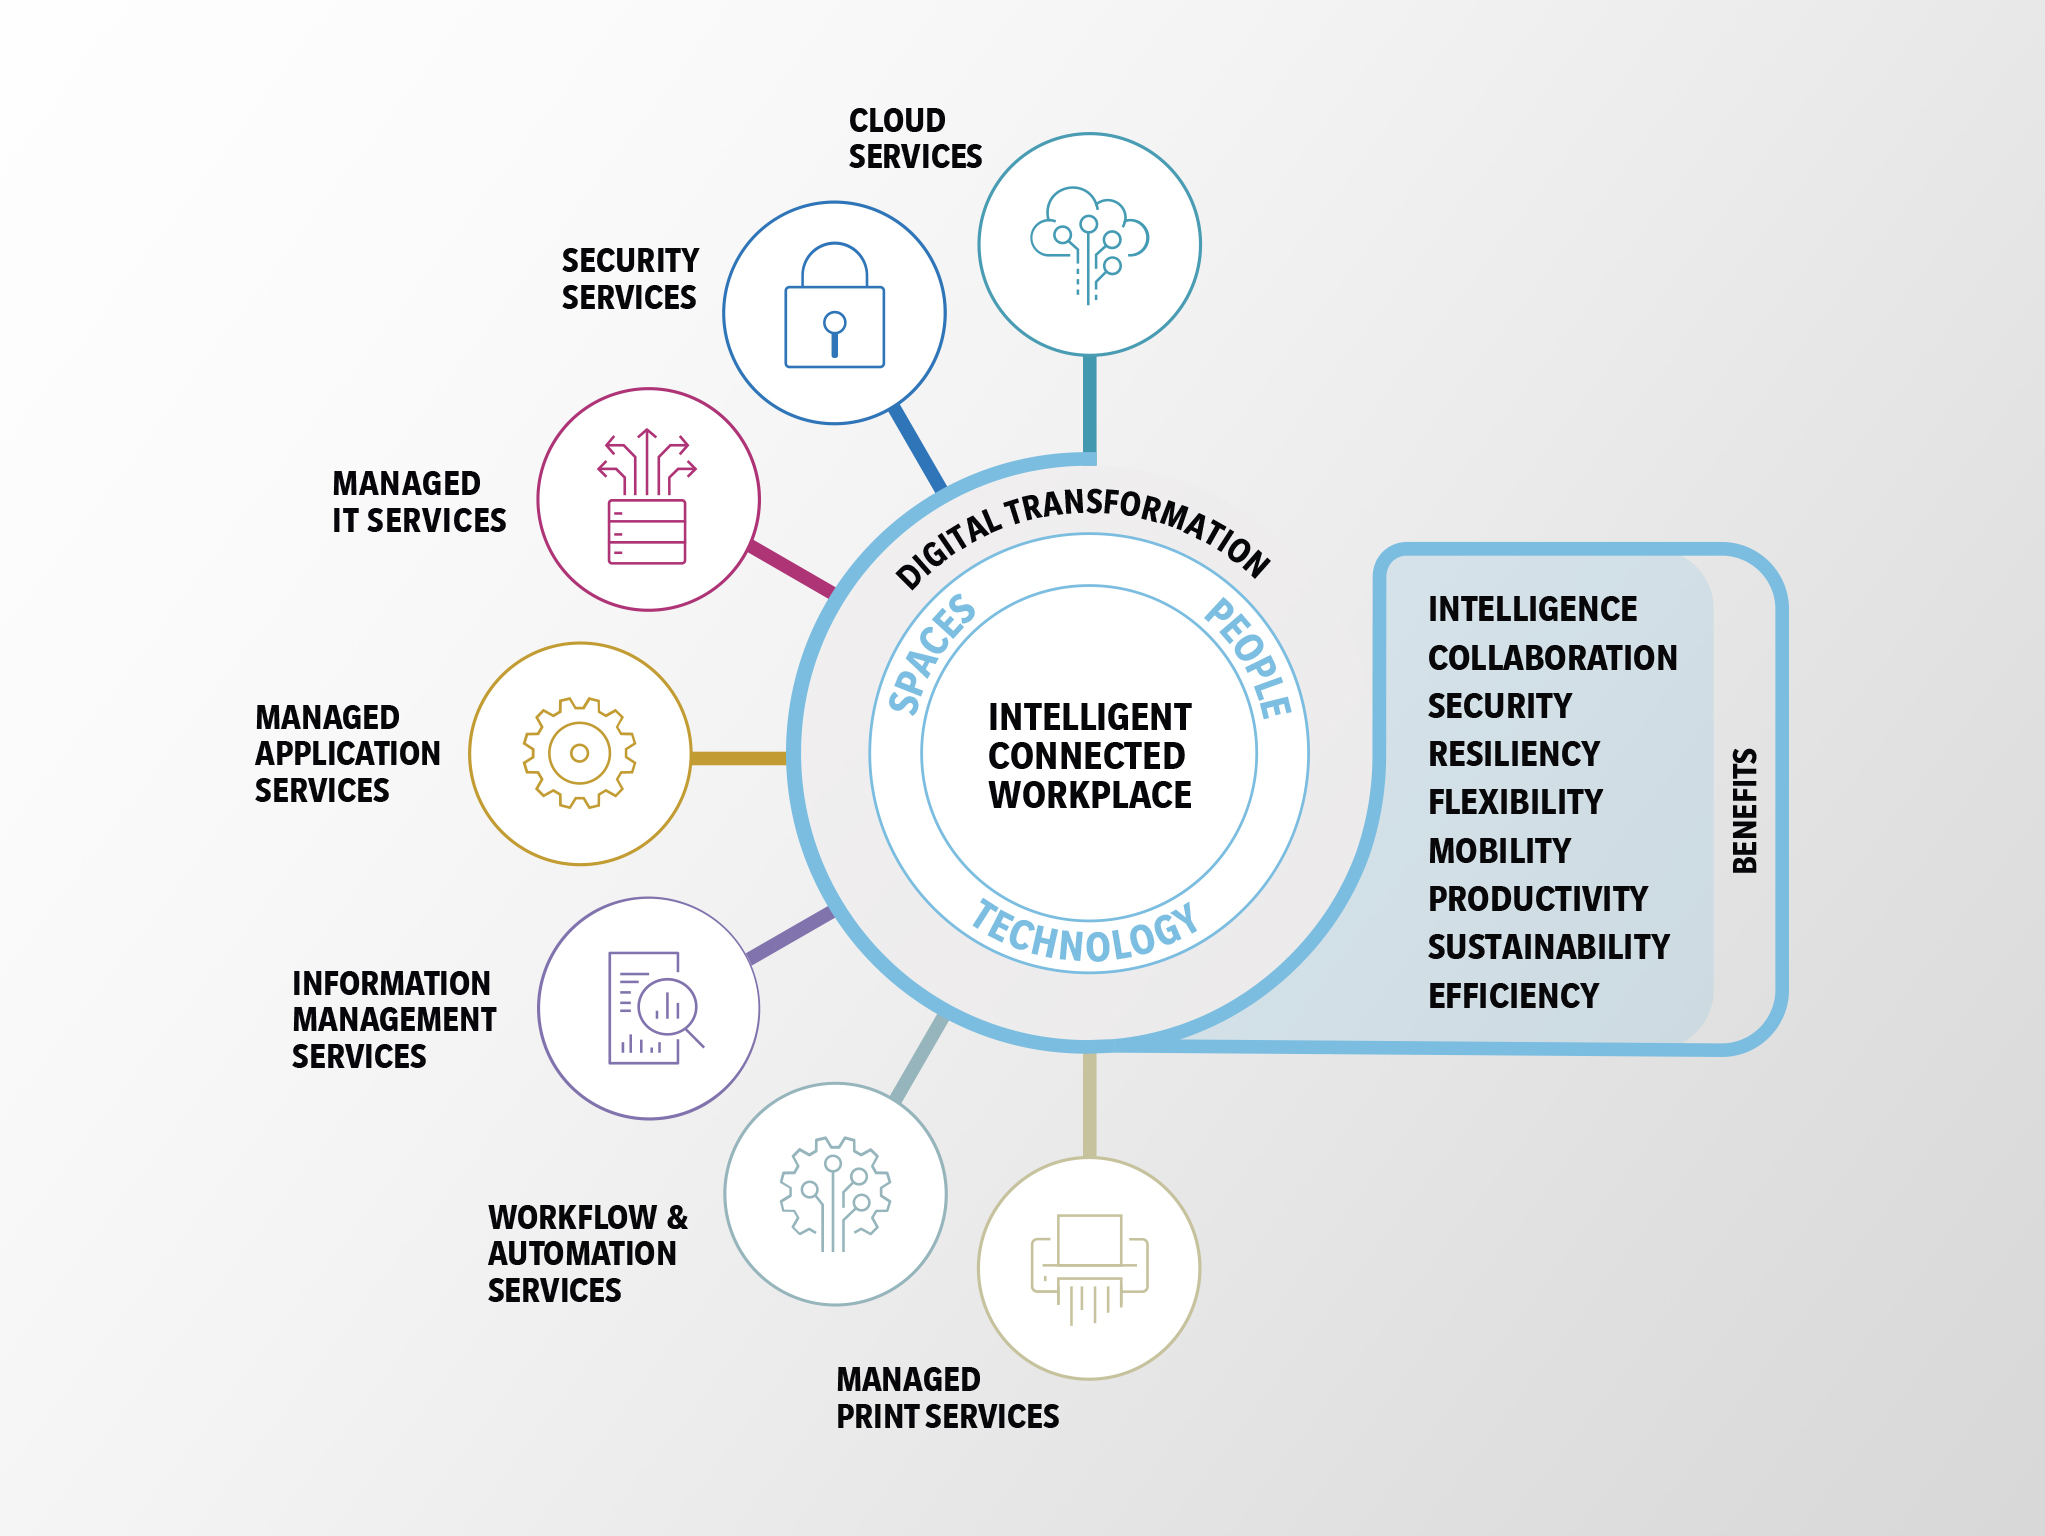 CLOUD
SERVICES
SECURITY
SERVICES
MANAGED
IT SERVICES
MANAGED
APPLICATION
SERVICES
INFORMATION
MANAGEMENT
SERVICES
WORKFLOW &
AUTOMATION
SERVICES
MANAGED
PRINT SERVICES
DIGITAL TRANSFORMATION
SPACES
PEOPLE
TECHNOLOGY
INTELLIGENT
CONNECTED
WORKPLACE
INTELLIGENCE
COLLABORATION
SECURITY
RESILIENCY
FLEXIBILITY
MOBILITY
PRODUCTIVITY
SUSTAINABILITY
EFFICIENCY
BENEFITS